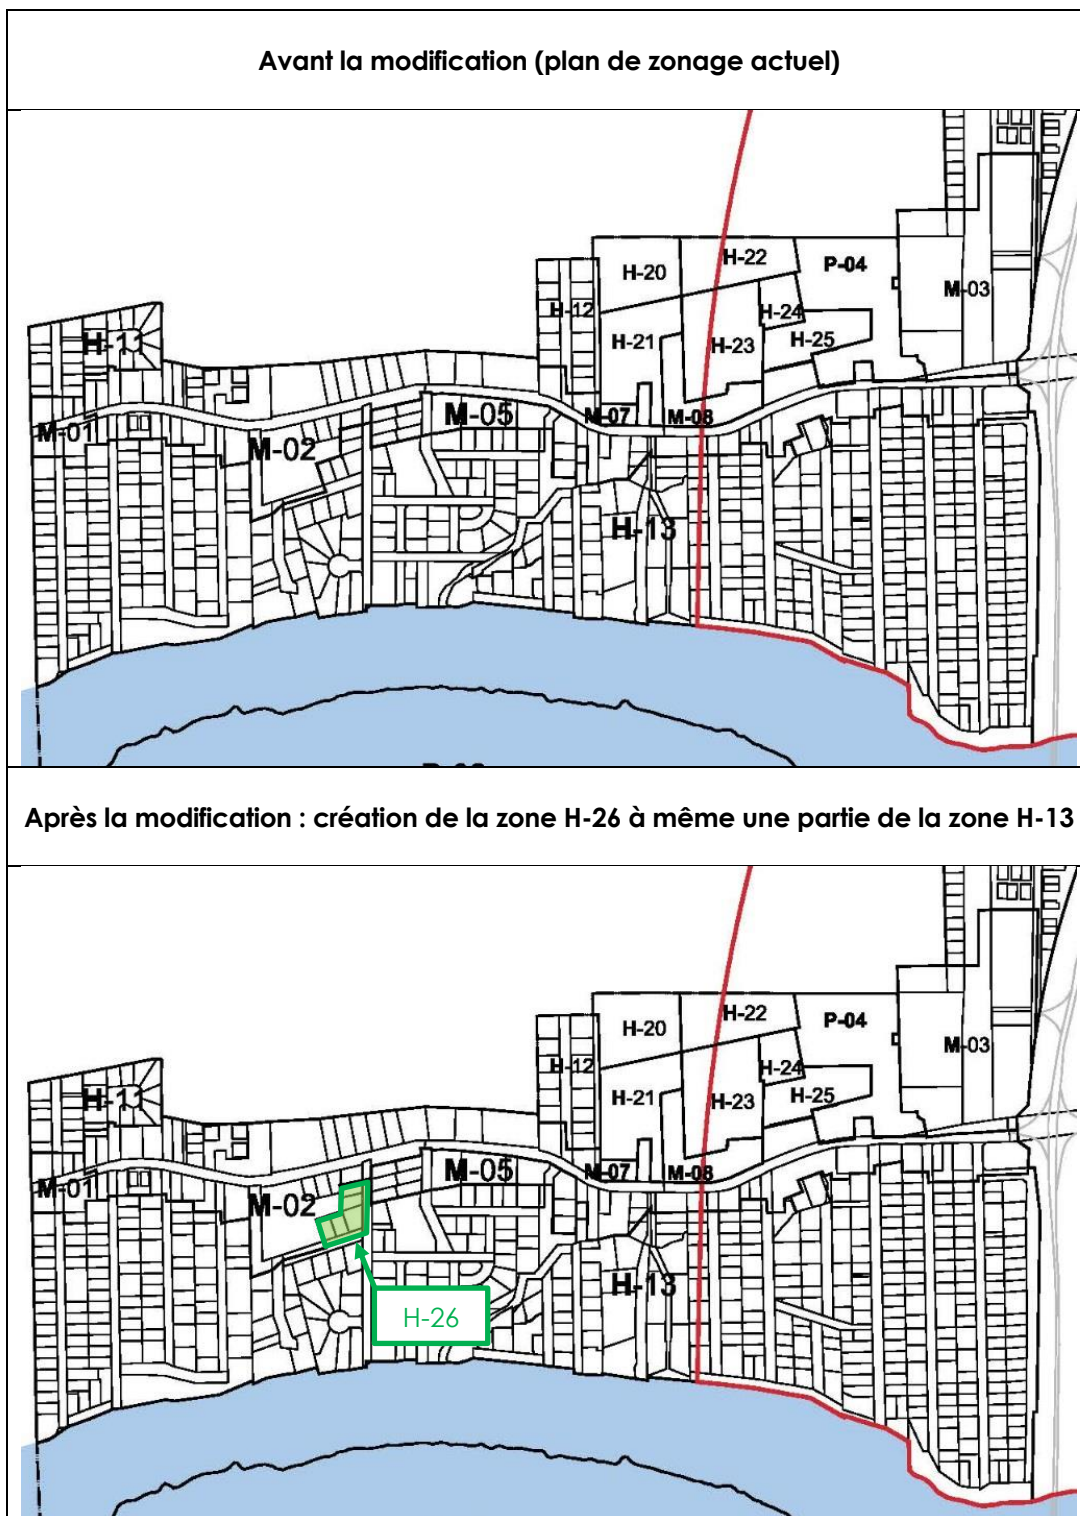 Avant la modification (plan de zonage actuel)
H-22
P-04
H-20
M-03
H-12
H-24
H-11
H-21
H-23
H-25
M-05
M-07
M-08
M-01
M-02
H-13
Après la modification : création de la zone H-26 à même une partie de la zone H-13
H-22
P-04
H-20
M-03
H-12
H-24
H-11
H-21
H-23
H-25
M-05
M-07
M-08
M-01
M-02
H-13
H-26